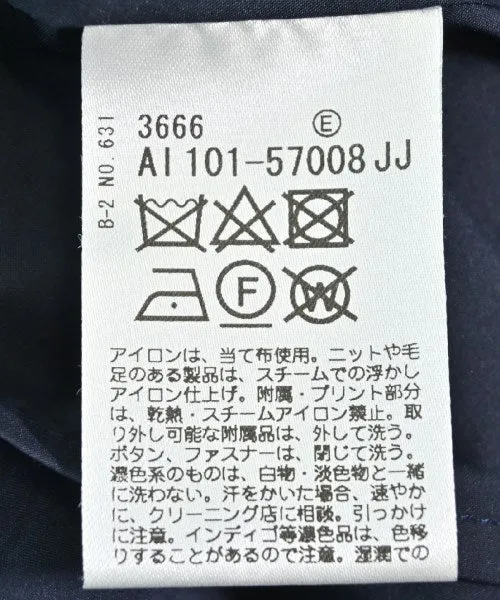 B-2 NO.631
3666 E
AI101-57008JJ
F W
アイロンは、当て布使用。ニットや毛
足のある製品は、スチームでの浮かし
アイロン仕上げ。附属・プリント部分
は、乾熱・スチームアイロン禁止。取
り外し可能な附属品は、外して洗う。
ボタン、ファスナーは、閉じて洗う。
濃色系のものは、白物・淡色物と一緒
に洗わない。汗をかいた場合、速やか
に、クリーニング店に相談。引っかけ
に注意。インディゴ等濃色品は、色移
りすることがあるので注意。湿潤での